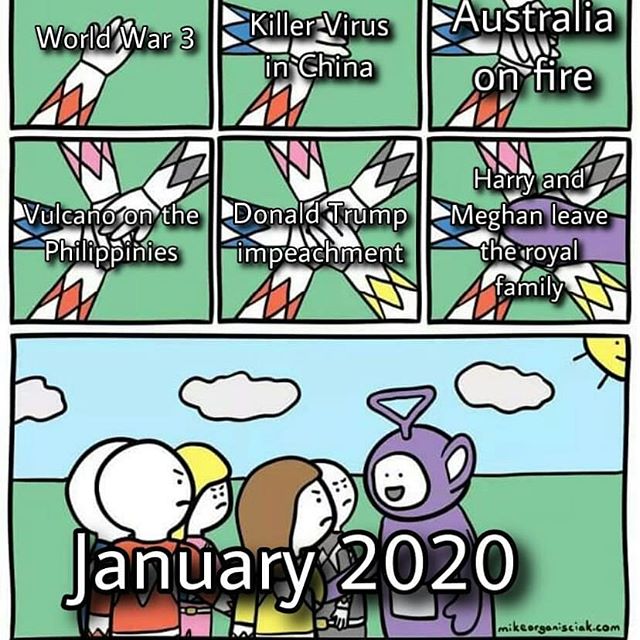 World War 3
Killer Virus
in China
Australia
on fire
Vulcano on the
Philippinies
Donald Trump
impeachment
Harry and
Meghan leave
the royal
family
January 2020
mikeorganisciak.com